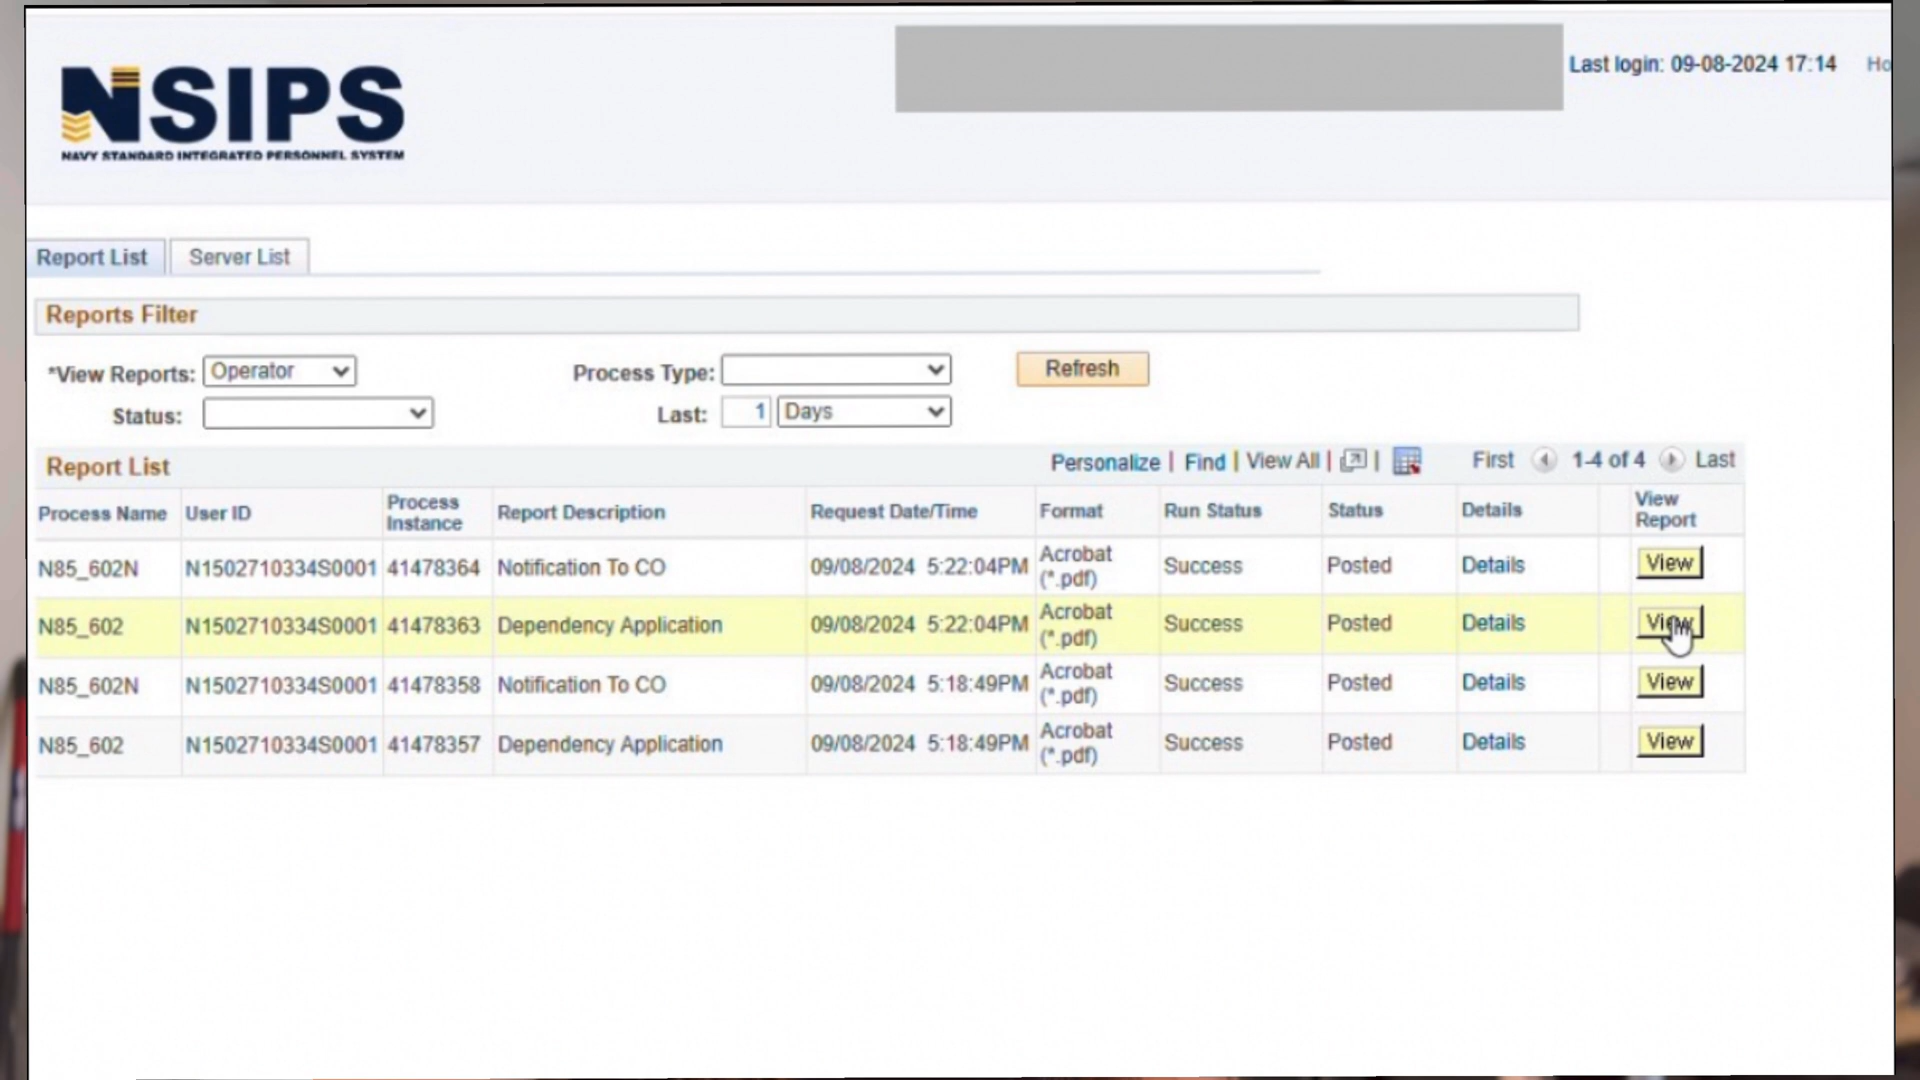 NSIPS
NAVY STANDARD INTEGRATED PERSONNEL SYSTEM
Last login: 09-08-2024 17:14 Ho
Report List Server List
Reports Filter
*View Reports: Operator Process Type: Refresh
Status: Last: 1 Days
Report List Personalize | Find | View All | | First 1-4 of 4 Last
Process Name User ID Process Instance Report Description Request Date/Time Format Run Status Status Details View Report
N85_602N N1502710334S0001 41478364 Notification To CO 09/08/2024 5:22:04PM Acrobat (*.pdf) Success Posted Details View
N85_602 N1502710334S0001 41478363 Dependency Application 09/08/2024 5:22:04PM Acrobat (*.pdf) Success Posted Details View
N85_602N N1502710334S0001 41478358 Notification To CO 09/08/2024 5:18:49PM Acrobat (*.pdf) Success Posted Details View
N85_602 N1502710334S0001 41478357 Dependency Application 09/08/2024 5:18:49PM Acrobat (*.pdf) Success Posted Details View